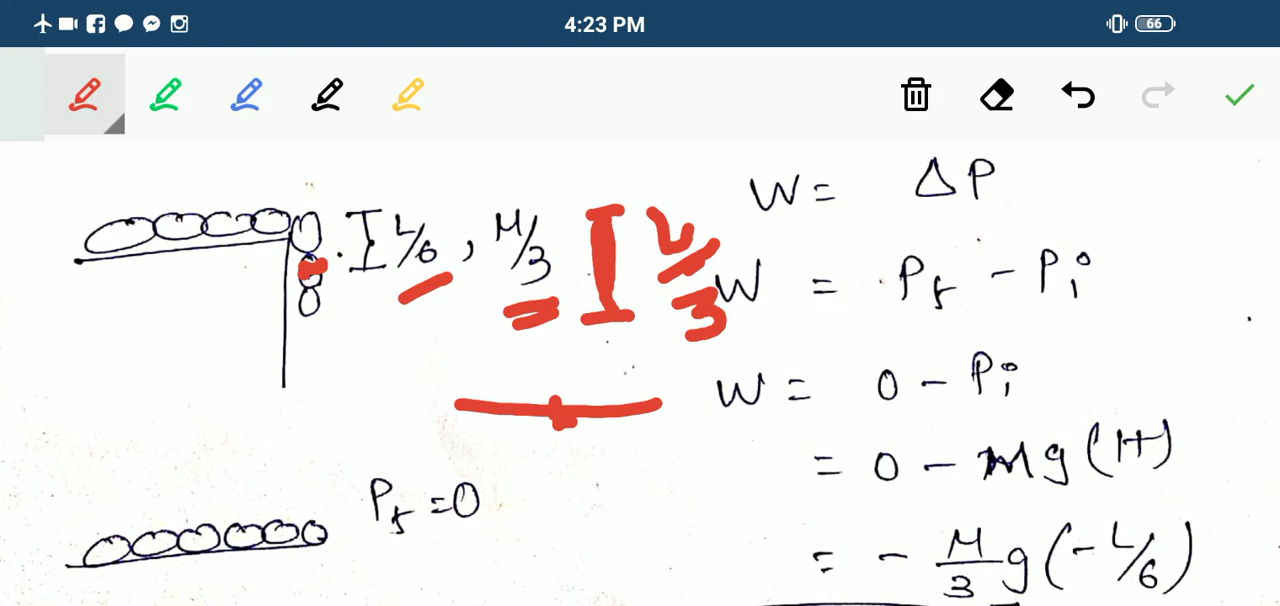 4:23 PM
66
W = ΔP
I L/6, M/3 I L/3
W = Pf - Pi
W = 0 - Pi
= 0 - Mg(H)
Pf = 0
= - M/3 g(-L/6)